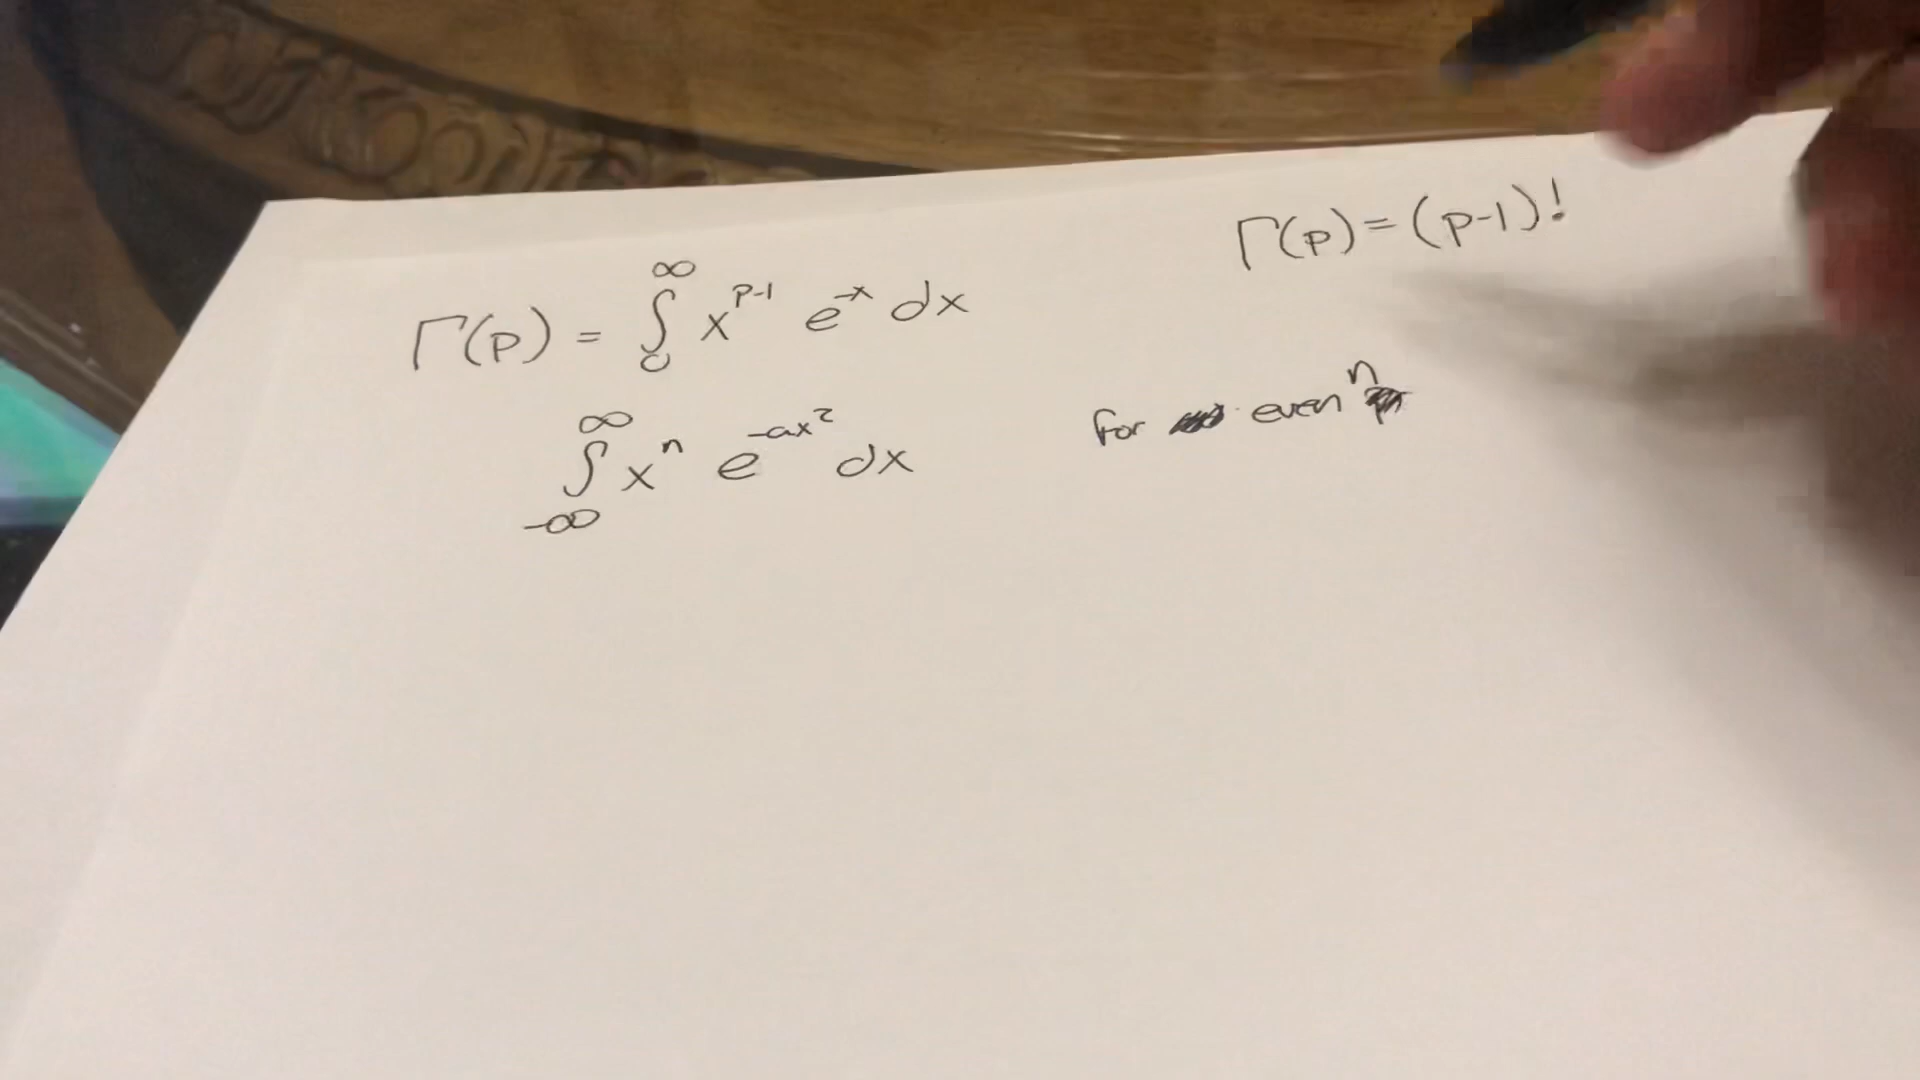 Γ(p) = (p-1)!
Γ(p) = ∫₀^∞ x^{p-1} e^{-x} dx
∫_{-∞}^∞ x^n e^{-ax²} dx for even n